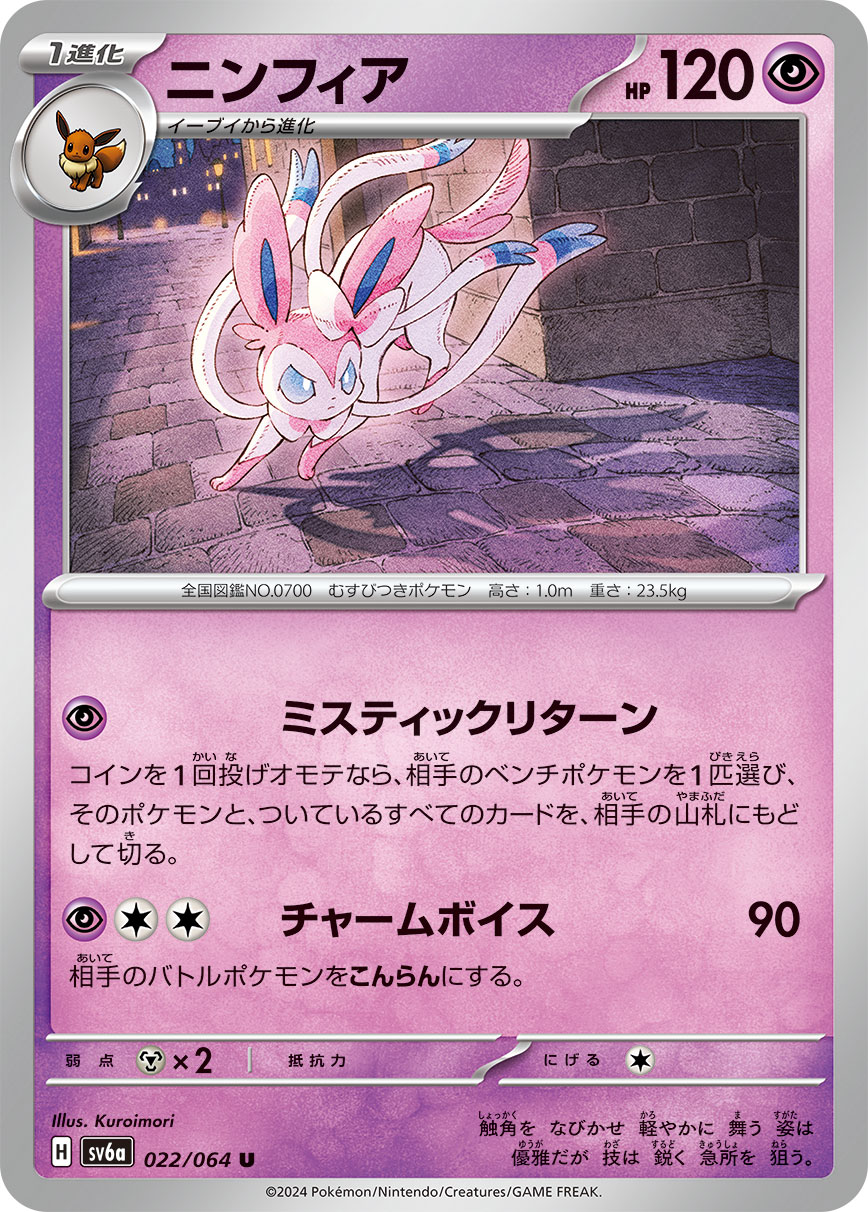 1進化
ニンフィア
HP 120
イーブイから進化
全国図鑑NO.0700 むすびつきポケモン 高さ：1.0m 重さ：23.5kg
ミスティックリターン
コインを1回投げオモテなら、相手のベンチポケモンを1匹選び、
そのポケモンと、ついているすべてのカードを、相手の山札にもど
して切る。
チャームボイス 90
相手のバトルポケモンをこんらんにする。
弱点 ×2 抵抗力 にげる
Illus. Kuroimori
触角を なびかせ 軽やかに 舞う 姿は
優雅だが 技は 鋭く 急所を 狙う。
H sv6a 022/064 U
©2024 Pokémon/Nintendo/Creatures/GAME FREAK.